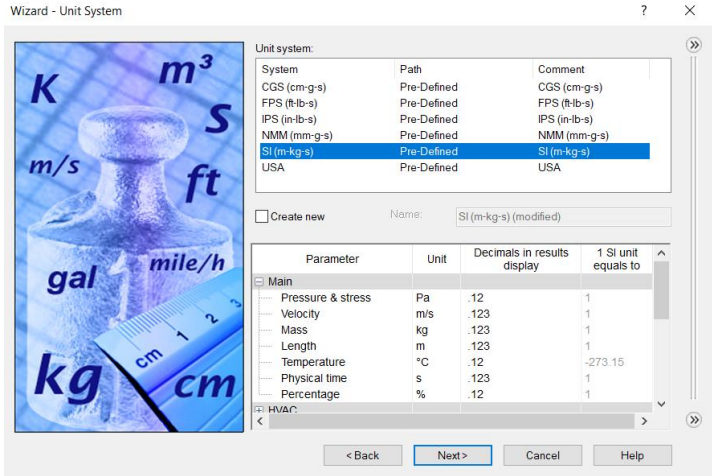 Wizard - Unit System ? ×
K
m³
s
m/s
ft
gal
mile/h
cm 1 2 3
kg
cm
Unit system:
System Path Comment
CGS (cm-g-s) Pre-Defined CGS (cm-g-s)
FPS (ft-lb-s) Pre-Defined FPS (ft-lb-s)
IPS (in-lb-s) Pre-Defined IPS (in-lb-s)
NMM (mm-g-s) Pre-Defined NMM (mm-g-s)
SI (m-kg-s) Pre-Defined SI (m-kg-s)
USA Pre-Defined USA
Create new Name: SI (m-kg-s) (modified)
Parameter Unit Decimals in results display 1 SI unit equals to
Main
Pressure & stress Pa .12 1
Velocity m/s .123 1
Mass kg .123 1
Length m .123 1
Temperature °C .12 -273.15
Physical time s .123 1
Percentage % .12 1
HVAC
< Back Next > Cancel Help